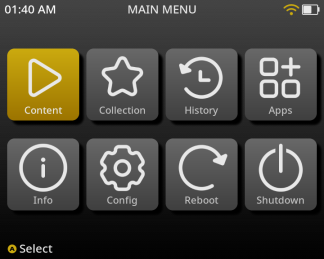 01:40 AM MAIN MENU
Content Collection History Apps
Info Config Reboot Shutdown
A Select